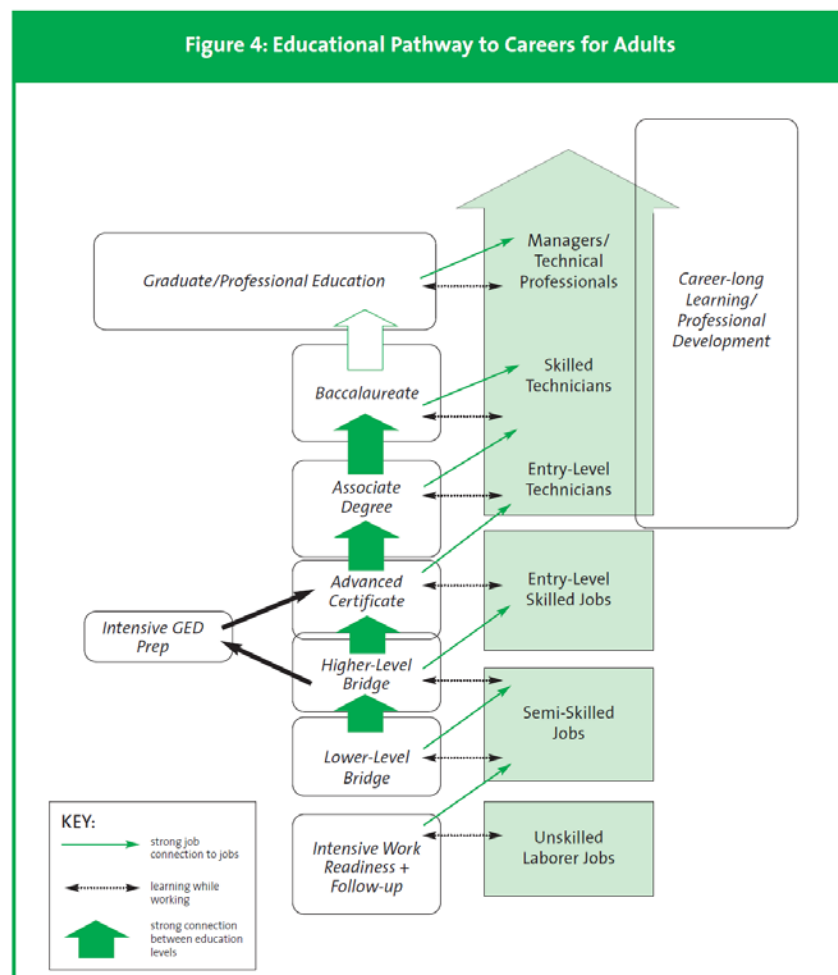 Figure 4: Educational Pathway to Careers for Adults
Managers/
Technical
Professionals
Graduate/Professional Education
Career-long
Learning/
Professional
Development
Skilled
Technicians
Baccalaureate
Entry-Level
Technicians
Associate
Degree
Advanced
Certificate
Entry-Level
Skilled Jobs
Intensive GED
Prep
Higher-Level
Bridge
Semi-Skilled
Jobs
Lower-Level
Bridge
Intensive Work
Readiness +
Follow-up
Unskilled
Laborer Jobs
KEY:
strong job
connection to jobs
learning while
working
strong connection
between education
levels